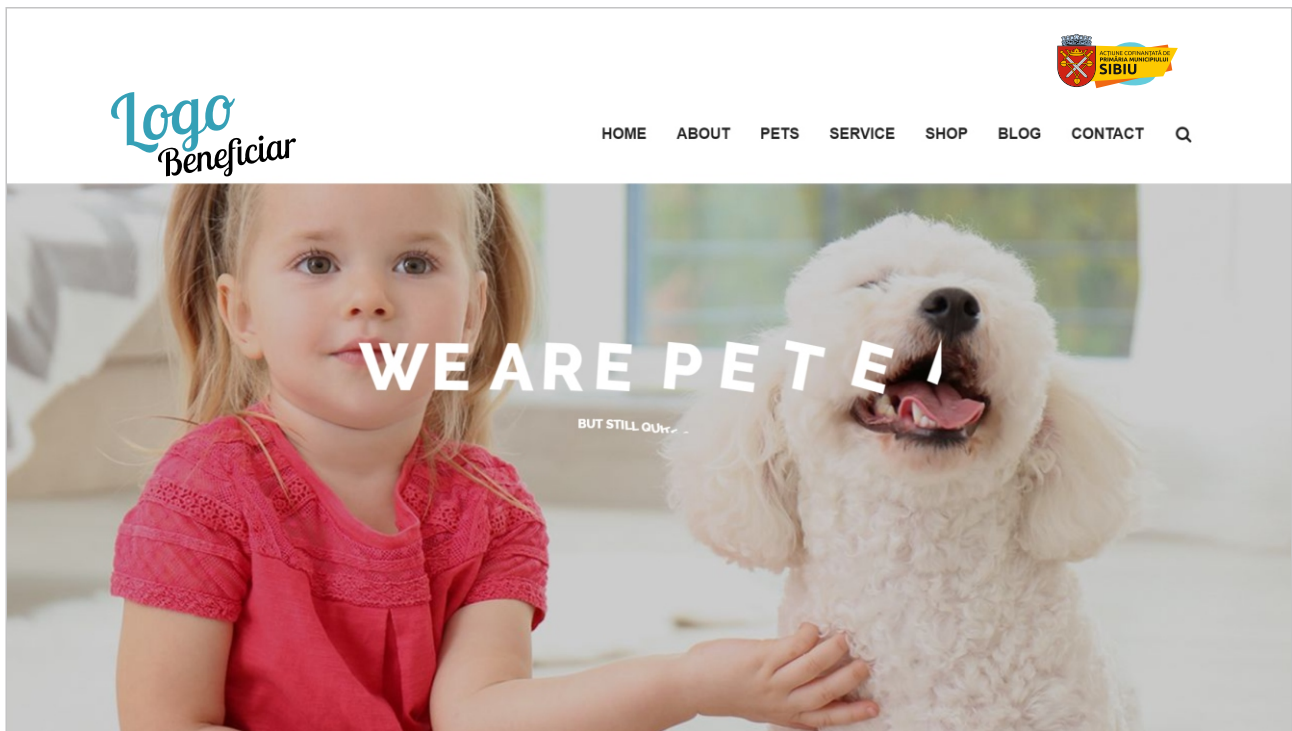 ACȚIUNE COFINANȚATĂ DE
PRIMĂRIA MUNICIPIULUI
SIBIU
Logo
Beneficiar
HOME ABOUT PETS SERVICE SHOP BLOG CONTACT
WE ARE PETE
BUT STILL